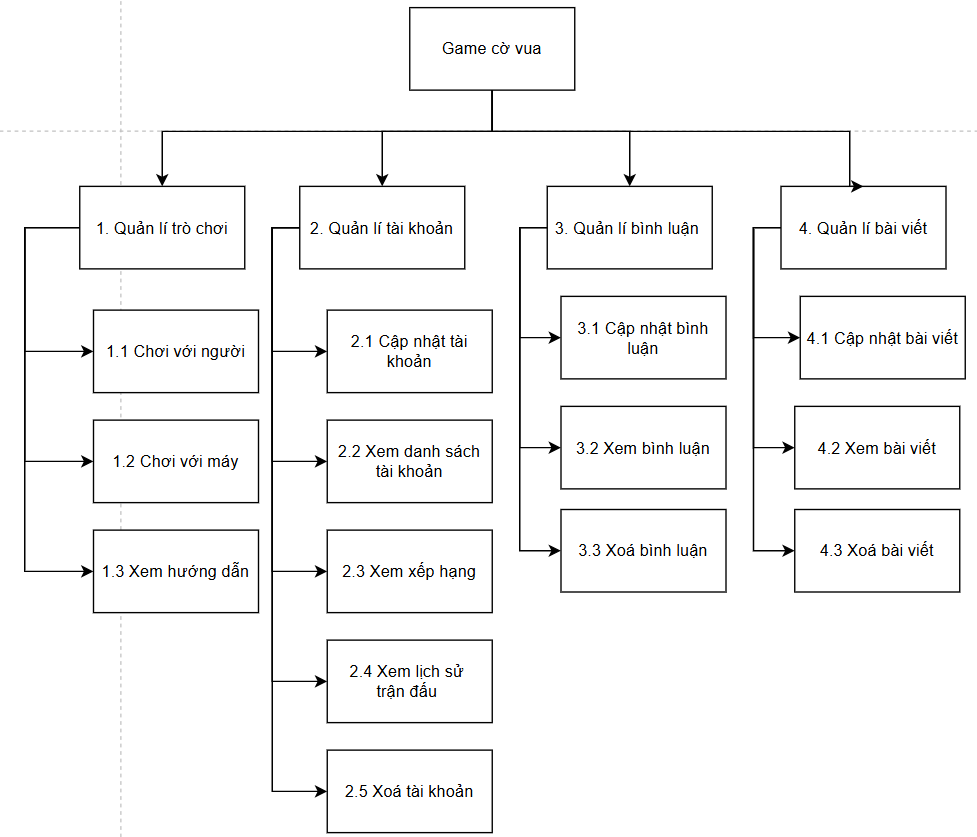 Game cờ vua
1. Quản lí trò chơi
2. Quản lí tài khoản
3. Quản lí bình luận
4. Quản lí bài viết
1.1 Chơi với người
1.2 Chơi với máy
1.3 Xem hướng dẫn
2.1 Cập nhật tài
khoản
2.2 Xem danh sách
tài khoản
2.3 Xem xếp hạng
2.4 Xem lịch sử
trận đấu
2.5 Xoá tài khoản
3.1 Cập nhật bình
luận
3.2 Xem bình luận
3.3 Xoá bình luận
4.1 Cập nhật bài viết
4.2 Xem bài viết
4.3 Xoá bài viết